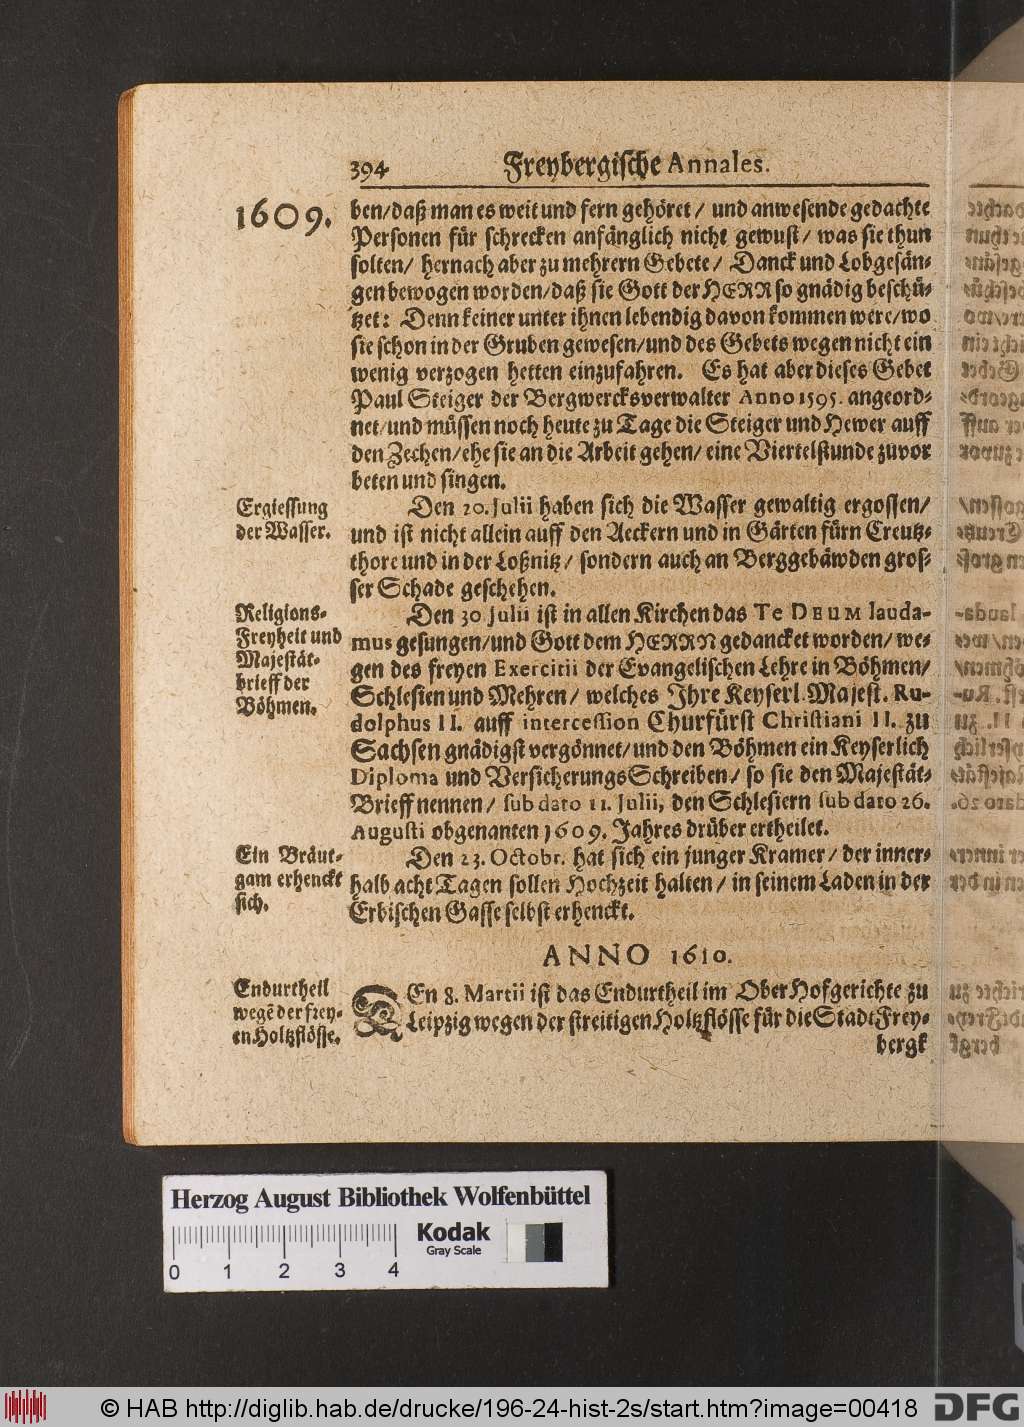 394 Freybergische Annales.
1609.
ben/daß man es weit und fern gehöret / und anwesende gedachte
Personen für schrecken anfänglich nicht gewust / was sie thun
solten/ hernach aber zu mehrern Gebete / Danck und Lobgesän-
gen bewogen worden/daß sie Gott der HERR so gnädig beschü-
tzet: Denn keiner unter ihnen lebendig davon kommen were/wo
sie schon in der Gruben gewesen/und des Gebets wegen nicht ein
wenig verzogen hetten einzufahren. Es hat aber dieses Gebet
Paul Steiger der Bergwercksverwalter Anno 1595. angeord-
net/und müssen noch heute zu Tage die Steiger und Hewer auff
den Zechen/ehe sie an die Arbeit gehen/eine Viertelstunde zuvor
beten und singen.
Ergiessung
der Wasser.
Den 20. Julii haben sich die Wasser gewaltig ergossen/
und ist nicht allein auff den Aeckern und in Gärten fürn Creutz-
thore und in der Loßnitz / sondern auch an Berggebäwden gros-
ser Schade geschehen.
Religions-
Freyheit und
Majestät-
brieff der
Böhmen.
Den 30 Julii ist in allen Kirchen das Te DEUM lauda-
mus gesungen/und Gott dem HERRN gedancket worden/ we-
gen des freyen Exercitii der Evangelischen Lehre in Böhmen/
Schlesien und Mehren / welches Ihre Keyserl. Majest. Ru-
dolphus II. auff intercession Churfürst Christiani II. zu
Sachsen gnädigst vergönnet/und den Böhmen ein Keyserlich
Diploma und VersicherungsSchreiben / so sie den Majestät-
Brieff nennen / sub dato 11. Julii, den Schlesiern sub dato 26.
Augusti obgenanten 1609. Jahres drüber ertheilet.
Ein Bräut-
gam erhenckt
sich.
Den 23. Octobr. hat sich ein junger Kramer / der inner-
halb acht Tagen sollen Hochzeit halten / in seinem Laden in der
Erbischen Gasse selbst erhenckt.
ANNO 1610.
Endurtheil
wegē der frey-
en Holtzflösse.
DEn 8. Martii ist das Endurtheil im OberHofgerichte zu
Leipzig wegen der streitigen Holtzflösse für die Stadt Frey-
bergk
Herzog August Bibliothek Wolfenbüttel
Kodak
Gray Scale
0 1 2 3 4
© HAB http://diglib.hab.de/drucke/196-24-hist-2s/start.htm?image=00418
DFG